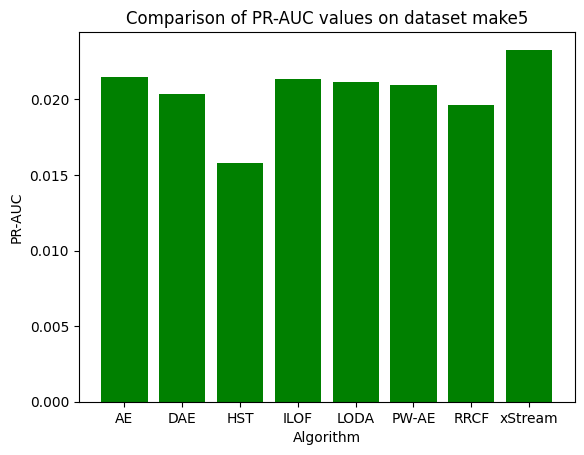 Comparison of PR-AUC values on dataset make5
PR-AUC
0.020
0.015
0.010
0.005
0.000
AE DAE HST ILOF LODA PW-AE RRCF xStream
Algorithm